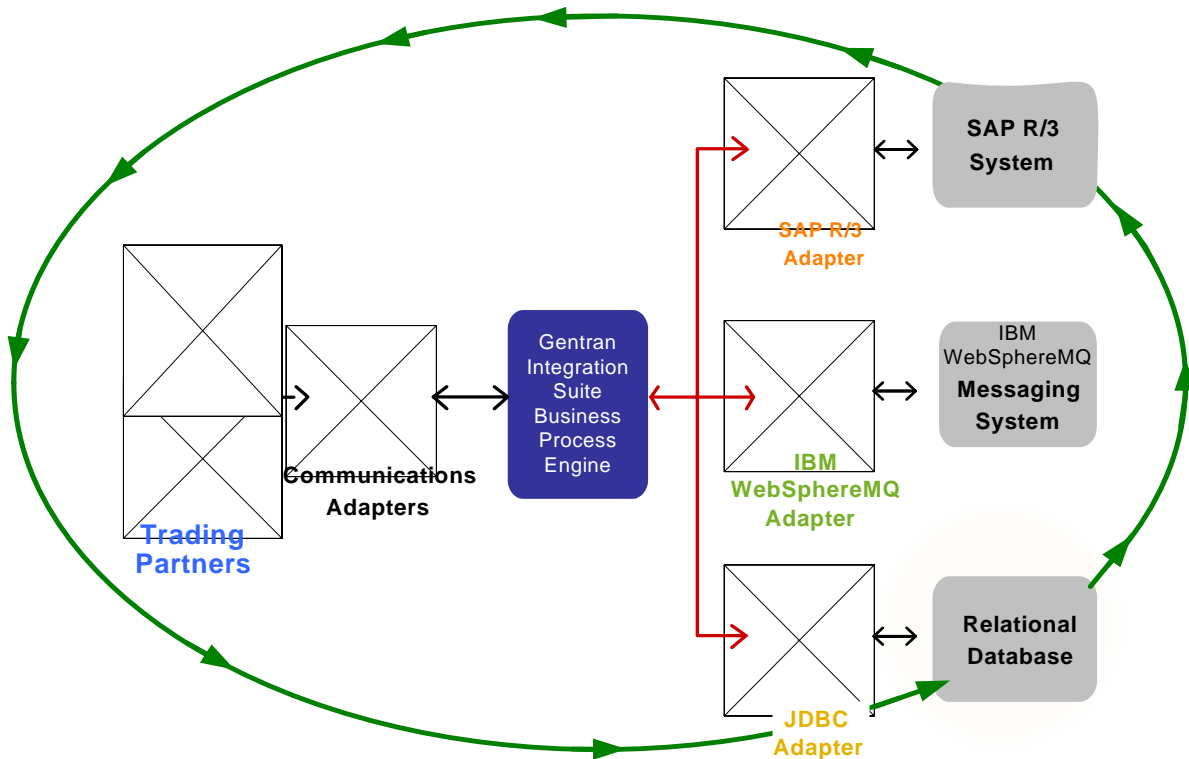 SAP R/3
System
SAP R/3
Adapter
Gentran
Integration
Suite
Business
Process
Engine
IBM
WebSphereMQ
Messaging
System
Communications
Adapters
IBM
WebSphereMQ
Adapter
Trading
Partners
Relational
Database
JDBC
Adapter